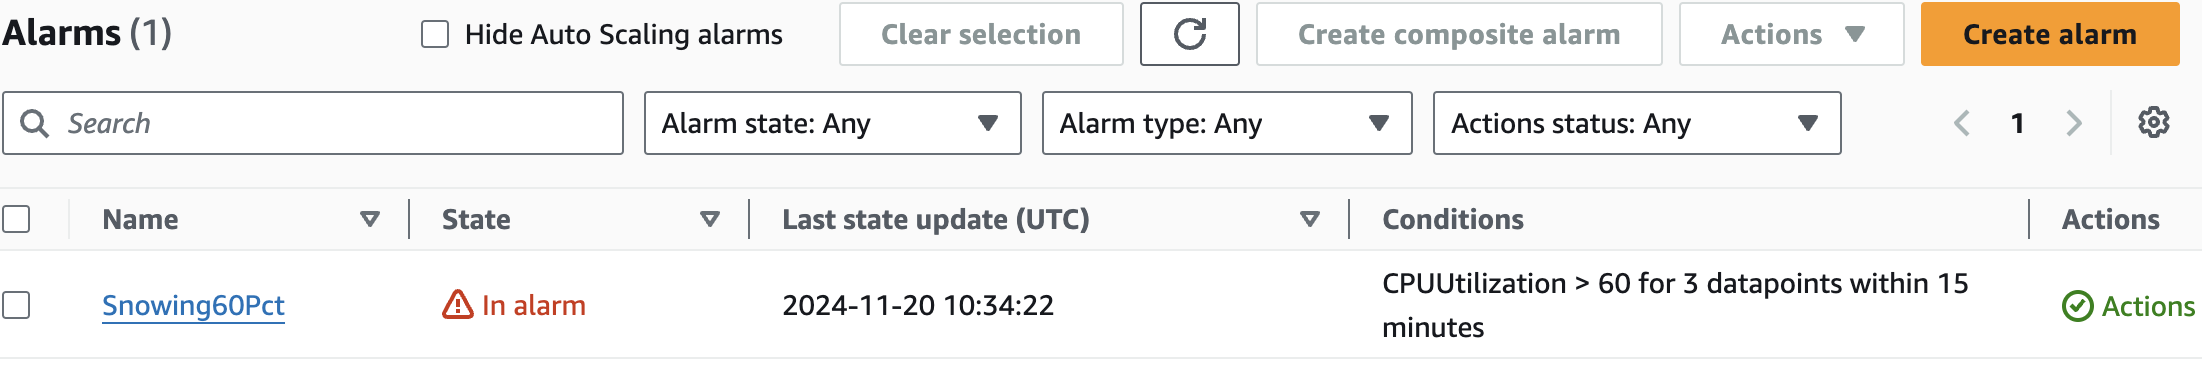 Alarms (1)
Hide Auto Scaling alarms
Clear selection
Create composite alarm
Actions
Create alarm
Search
Alarm state: Any
Alarm type: Any
Actions status: Any
1
Name
State
Last state update (UTC)
Conditions
Actions
Snowing60Pct
In alarm
2024-11-20 10:34:22
CPUUtilization > 60 for 3 datapoints within 15
minutes
Actions